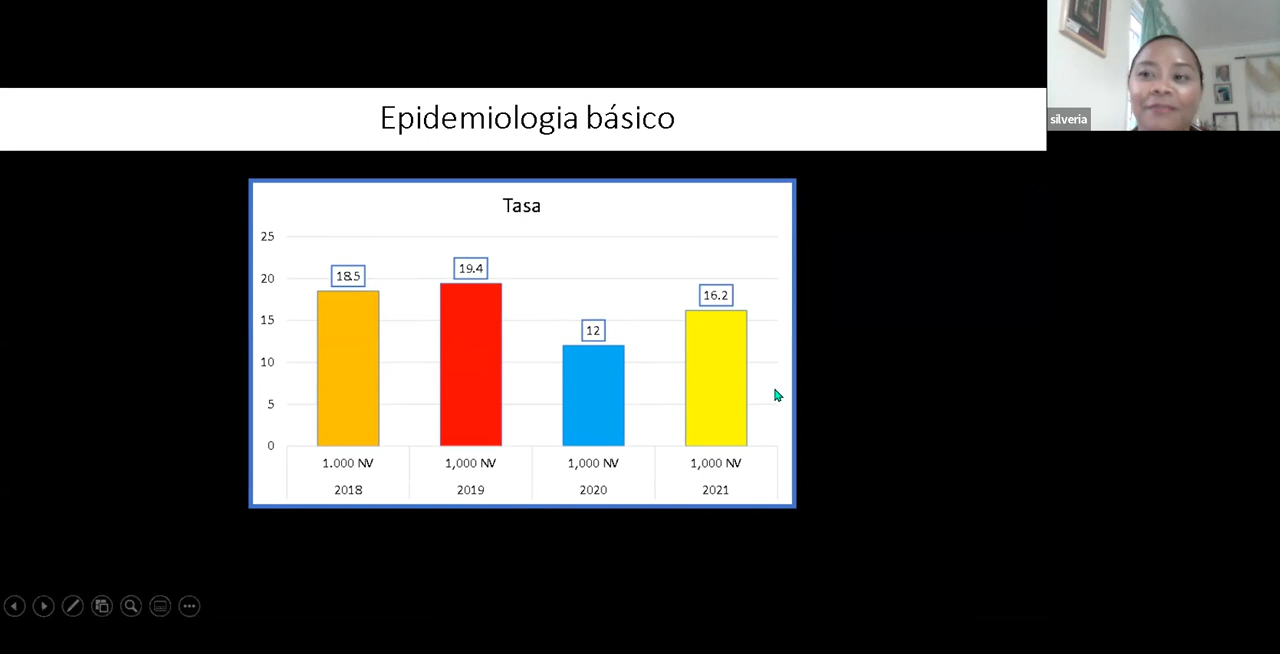 Epidemiologia básico
silveria
Tasa
25
20
15
10
5
0
18.5
19.4
12
16.2
1.000 NV
1,000 NV
1,000 NV
1,000 NV
2018
2019
2020
2021